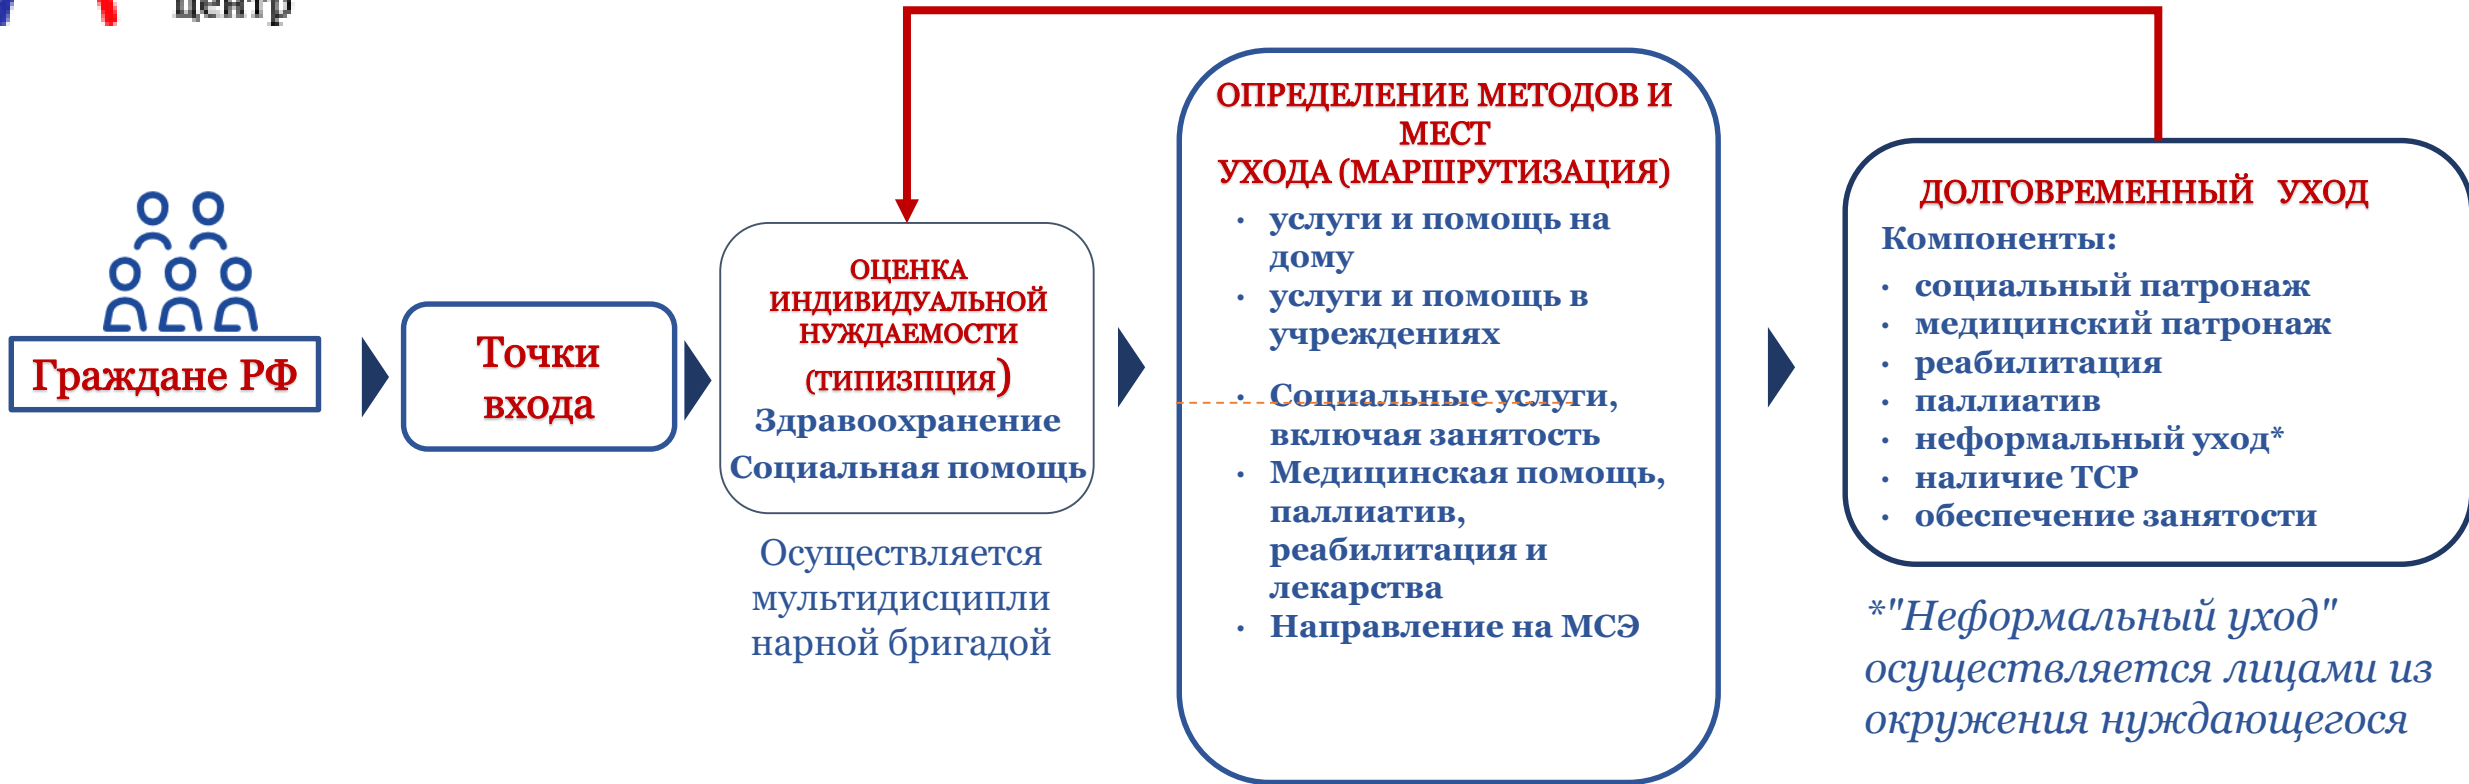 центр
Граждане РФ
Точки
входа
ОЦЕНКА
ИНДИВИДУАЛЬНОЙ
НУЖДАЕМОСТИ
(ТИПИЗПЦИЯ)
Здравоохранение
Социальная помощь
Осуществляется
мультидисципли
нарной бригадой
ОПРЕДЕЛЕНИЕ МЕТОДОВ И
МЕСТ
УХОДА (МАРШРУТИЗАЦИЯ)
· услуги и помощь на
дому
· услуги и помощь в
учреждениях
· Социальные услуги,
включая занятость
· Медицинская помощь,
паллиатив,
реабилитация и
лекарства
· Направление на МСЭ
ДОЛГОВРЕМЕННЫЙ УХОД
Компоненты:
· социальный патронаж
· медицинский патронаж
· реабилитация
· паллиатив
· неформальный уход*
· наличие ТСР
· обеспечение занятости
*"Неформальный уход"
осуществляется лицами из
окружения нуждающегося